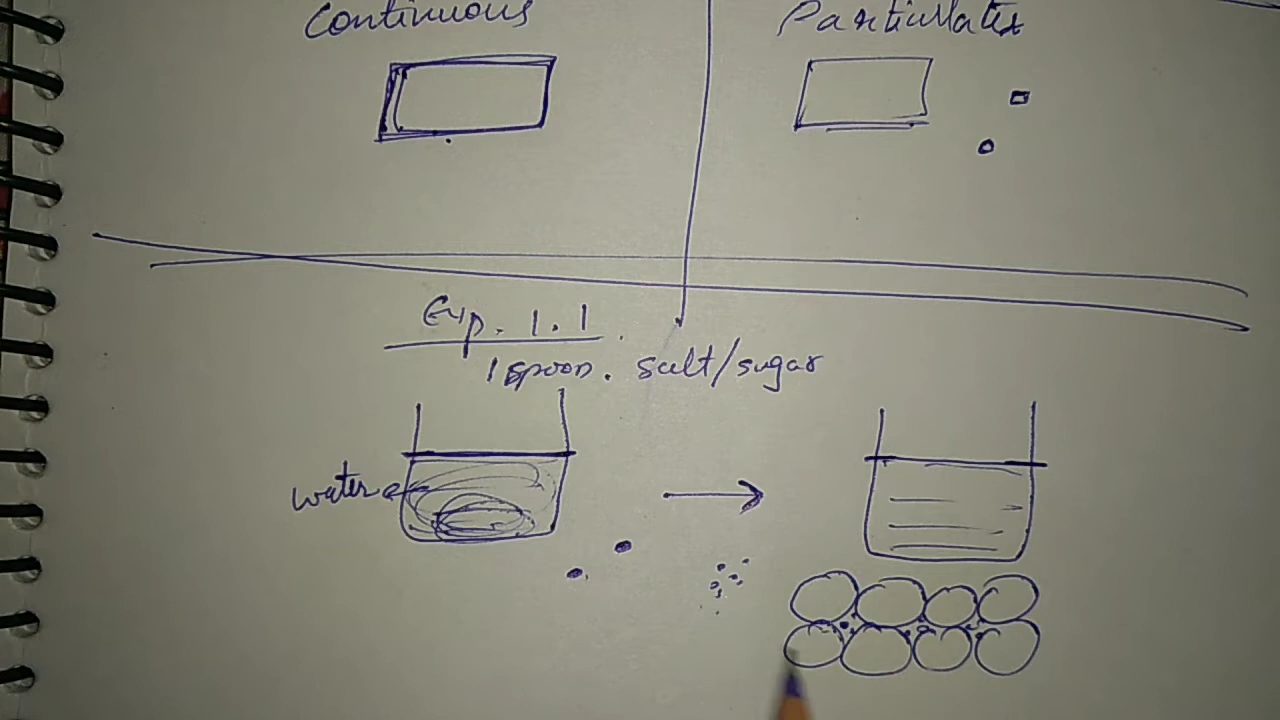 Continuous
Particulates
Exp. 1.1
1 spoon. salt/sugar
water